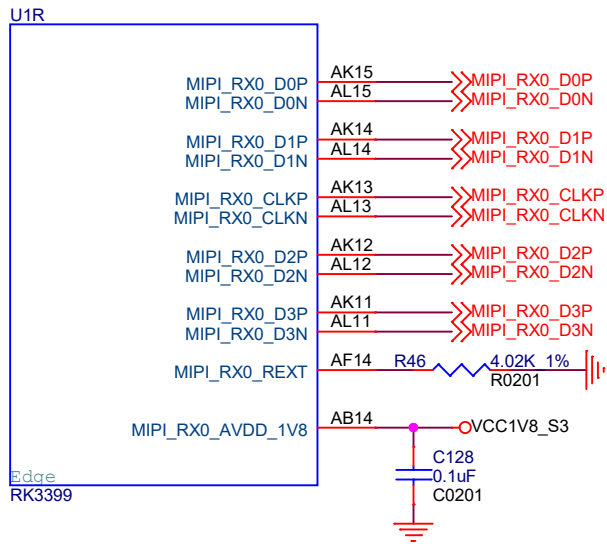 U1R
MIPI_RX0_D0P AK15 MIPI_RX0_D0P
MIPI_RX0_D0N AL15 MIPI_RX0_D0N
MIPI_RX0_D1P AK14 MIPI_RX0_D1P
MIPI_RX0_D1N AL14 MIPI_RX0_D1N
MIPI_RX0_CLKP AK13 MIPI_RX0_CLKP
MIPI_RX0_CLKN AL13 MIPI_RX0_CLKN
MIPI_RX0_D2P AK12 MIPI_RX0_D2P
MIPI_RX0_D2N AL12 MIPI_RX0_D2N
MIPI_RX0_D3P AK11 MIPI_RX0_D3P
MIPI_RX0_D3N AL11 MIPI_RX0_D3N
MIPI_RX0_REXT AF14 R46 4.02K 1%
R0201
MIPI_RX0_AVDD_1V8 AB14 VCC1V8_S3
C128
0.1uF
C0201
Edge
RK3399